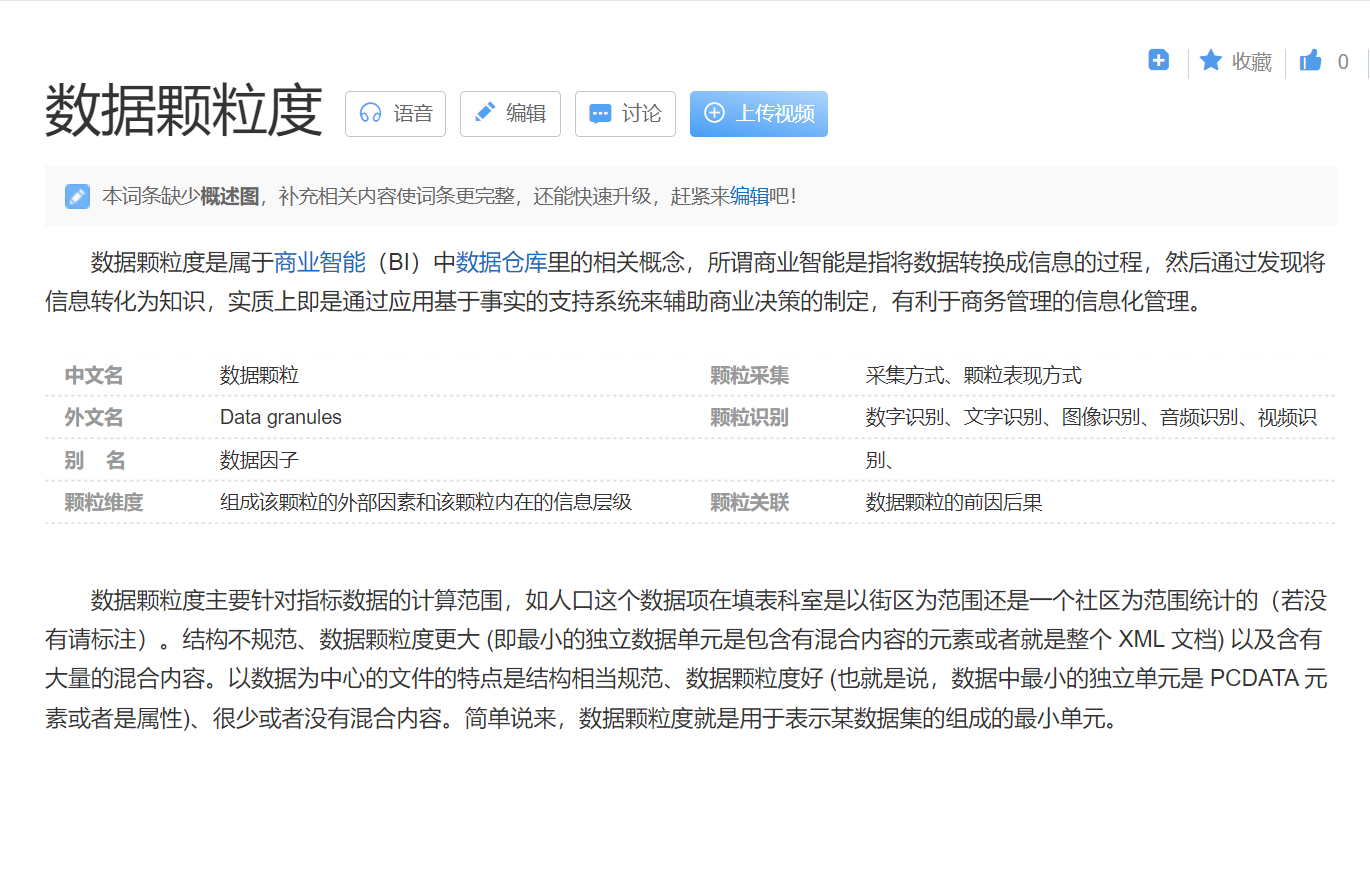 收藏
0
数据颗粒度
语音
编辑
讨论
上传视频
本词条缺少概述图，补充相关内容使词条更完整，还能快速升级，赶紧来编辑吧！
数据颗粒度是属于商业智能（BI）中数据仓库里的相关概念，所谓商业智能是指将数据转换成信息的过程，然后通过发现将
信息转化为知识，实质上即是通过应用基于事实的支持系统来辅助商业决策的制定，有利于商务管理的信息化管理。
中文名 数据颗粒
外文名 Data granules
别 名 数据因子
颗粒维度 组成该颗粒的外部因素和该颗粒内在的信息层级
颗粒采集 采集方式、颗粒表现方式
颗粒识别 数字识别、文字识别、图像识别、音频识别、视频识
别、
颗粒关联 数据颗粒的前因后果
数据颗粒度主要针对指标数据的计算范围，如人口这个数据项在填表科室是以街区为范围还是一个社区为范围统计的（若没
有请标注）。结构不规范、数据颗粒度更大 (即最小的独立数据单元是包含有混合内容的元素或者就是整个 XML 文档) 以及含有
大量的混合内容。以数据为中心的文件的特点是结构相当规范、数据颗粒度好 (也就是说，数据中最小的独立单元是 PCDATA 元
素或者是属性)、很少或者没有混合内容。简单说来，数据颗粒度就是用于表示某数据集的组成的最小单元。